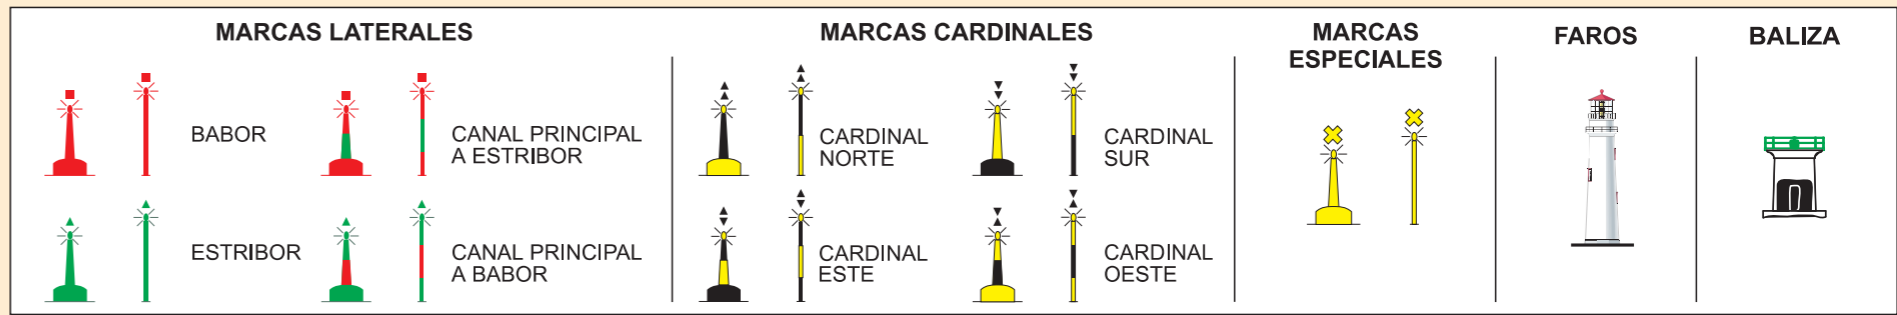 MARCAS LATERALES
BABOR
CANAL PRINCIPAL
A ESTRIBOR
ESTRIBOR
CANAL PRINCIPAL
A BABOR
MARCAS CARDINALES
CARDINAL
NORTE
CARDINAL
SUR
CARDINAL
ESTE
CARDINAL
OESTE
MARCAS
ESPECIALES
FAROS
BALIZA